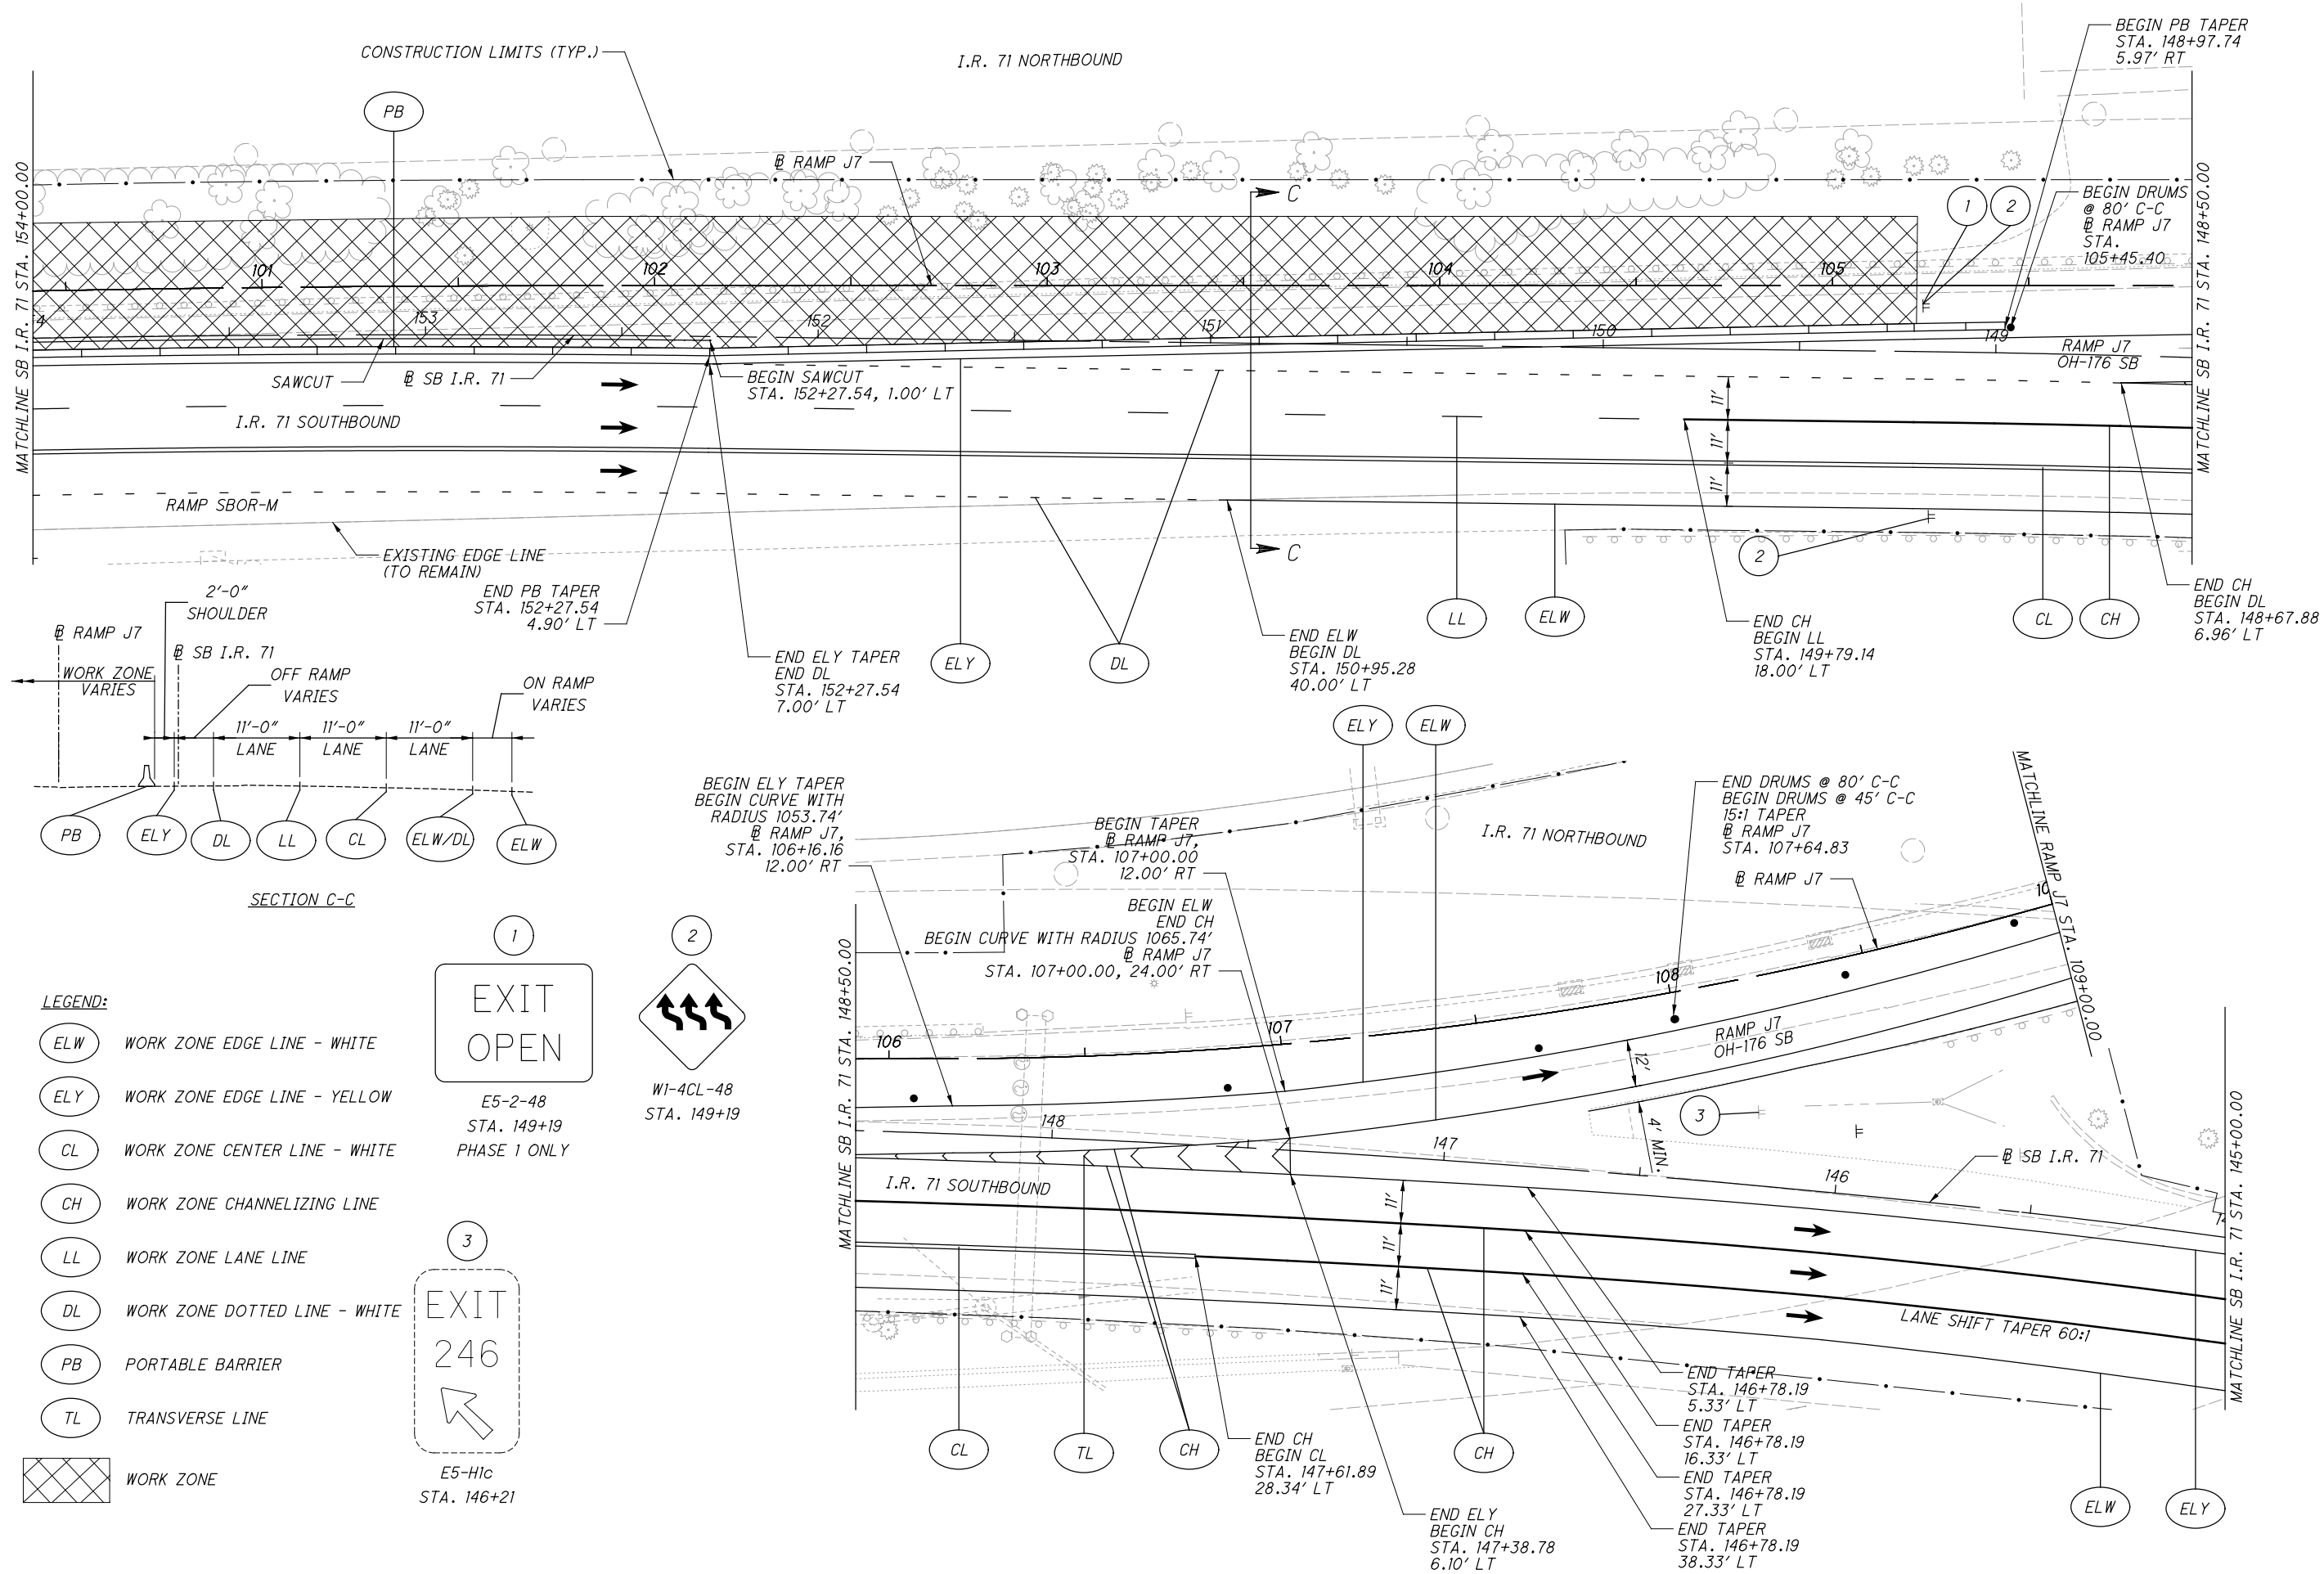 CONSTRUCTION LIMITS (TYP.)
I.R. 71 NORTHBOUND
BEGIN PB TAPER
STA. 148+97.74
5.97' RT
PB
℄ RAMP J7
C
1
2
BEGIN DRUMS
@ 80' C-C
℄ RAMP J7
STA.
105+45.40
MATCHLINE SB I.R. 71 STA. 154+00.00
MATCHLINE SB I.R. 71 STA. 148+50.00
101
102
103
104
105
4
153
152
151
150
149
SAWCUT
℄ SB I.R. 71
BEGIN SAWCUT
STA. 152+27.54, 1.00' LT
RAMP J7
OH-176 SB
I.R. 71 SOUTHBOUND
11'
11'
11'
RAMP SBOR-M
EXISTING EDGE LINE
(TO REMAIN)
C
2
END PB TAPER
STA. 152+27.54
4.90' LT
END ELY TAPER
END DL
STA. 152+27.54
7.00' LT
ELY
DL
END ELW
BEGIN DL
STA. 150+95.28
40.00' LT
LL
ELW
END CH
BEGIN LL
STA. 149+79.14
18.00' LT
CL
CH
END CH
BEGIN DL
STA. 148+67.88
6.96' LT
2'-0"
SHOULDER
℄ RAMP J7
℄ SB I.R. 71
WORK ZONE
VARIES
OFF RAMP
VARIES
ON RAMP
VARIES
11'-0"
LANE
11'-0"
LANE
11'-0"
LANE
PB
ELY
DL
LL
CL
ELW/DL
ELW
SECTION C-C
LEGEND:
ELW WORK ZONE EDGE LINE - WHITE
ELY WORK ZONE EDGE LINE - YELLOW
CL WORK ZONE CENTER LINE - WHITE
CH WORK ZONE CHANNELIZING LINE
LL WORK ZONE LANE LINE
DL WORK ZONE DOTTED LINE - WHITE
PB PORTABLE BARRIER
TL TRANSVERSE LINE
WORK ZONE
1
EXIT
OPEN
E5-2-48
STA. 149+19
PHASE 1 ONLY
2
W1-4CL-48
STA. 149+19
3
EXIT
246
E5-H1c
STA. 146+21
ELY
ELW
BEGIN ELY TAPER
BEGIN CURVE WITH
RADIUS 1053.74'
℄ RAMP J7,
STA. 106+16.16
12.00' RT
BEGIN TAPER
℄ RAMP J7,
STA. 107+00.00
12.00' RT
BEGIN ELW
END CH
BEGIN CURVE WITH RADIUS 1065.74'
℄ RAMP J7
STA. 107+00.00, 24.00' RT
I.R. 71 NORTHBOUND
END DRUMS @ 80' C-C
BEGIN DRUMS @ 45' C-C
15:1 TAPER
℄ RAMP J7
STA. 107+64.83
℄ RAMP J7
MATCHLINE RAMP J7 STA. 109+00.00
MATCHLINE SB I.R. 71 STA. 148+50.00
MATCHLINE SB I.R. 71 STA. 145+00.00
106
107
108
10
148
147
146
14
RAMP J7
OH-176 SB
12'
4' MIN.
3
℄ SB I.R. 71
I.R. 71 SOUTHBOUND
11'
11'
11'
LANE SHIFT TAPER 60:1
END TAPER
STA. 146+78.19
5.33' LT
END TAPER
STA. 146+78.19
16.33' LT
END TAPER
STA. 146+78.19
27.33' LT
END TAPER
STA. 146+78.19
38.33' LT
CL
TL
CH
END CH
BEGIN CL
STA. 147+61.89
28.34' LT
CH
END ELY
BEGIN CH
STA. 147+38.78
6.10' LT
ELW
ELY